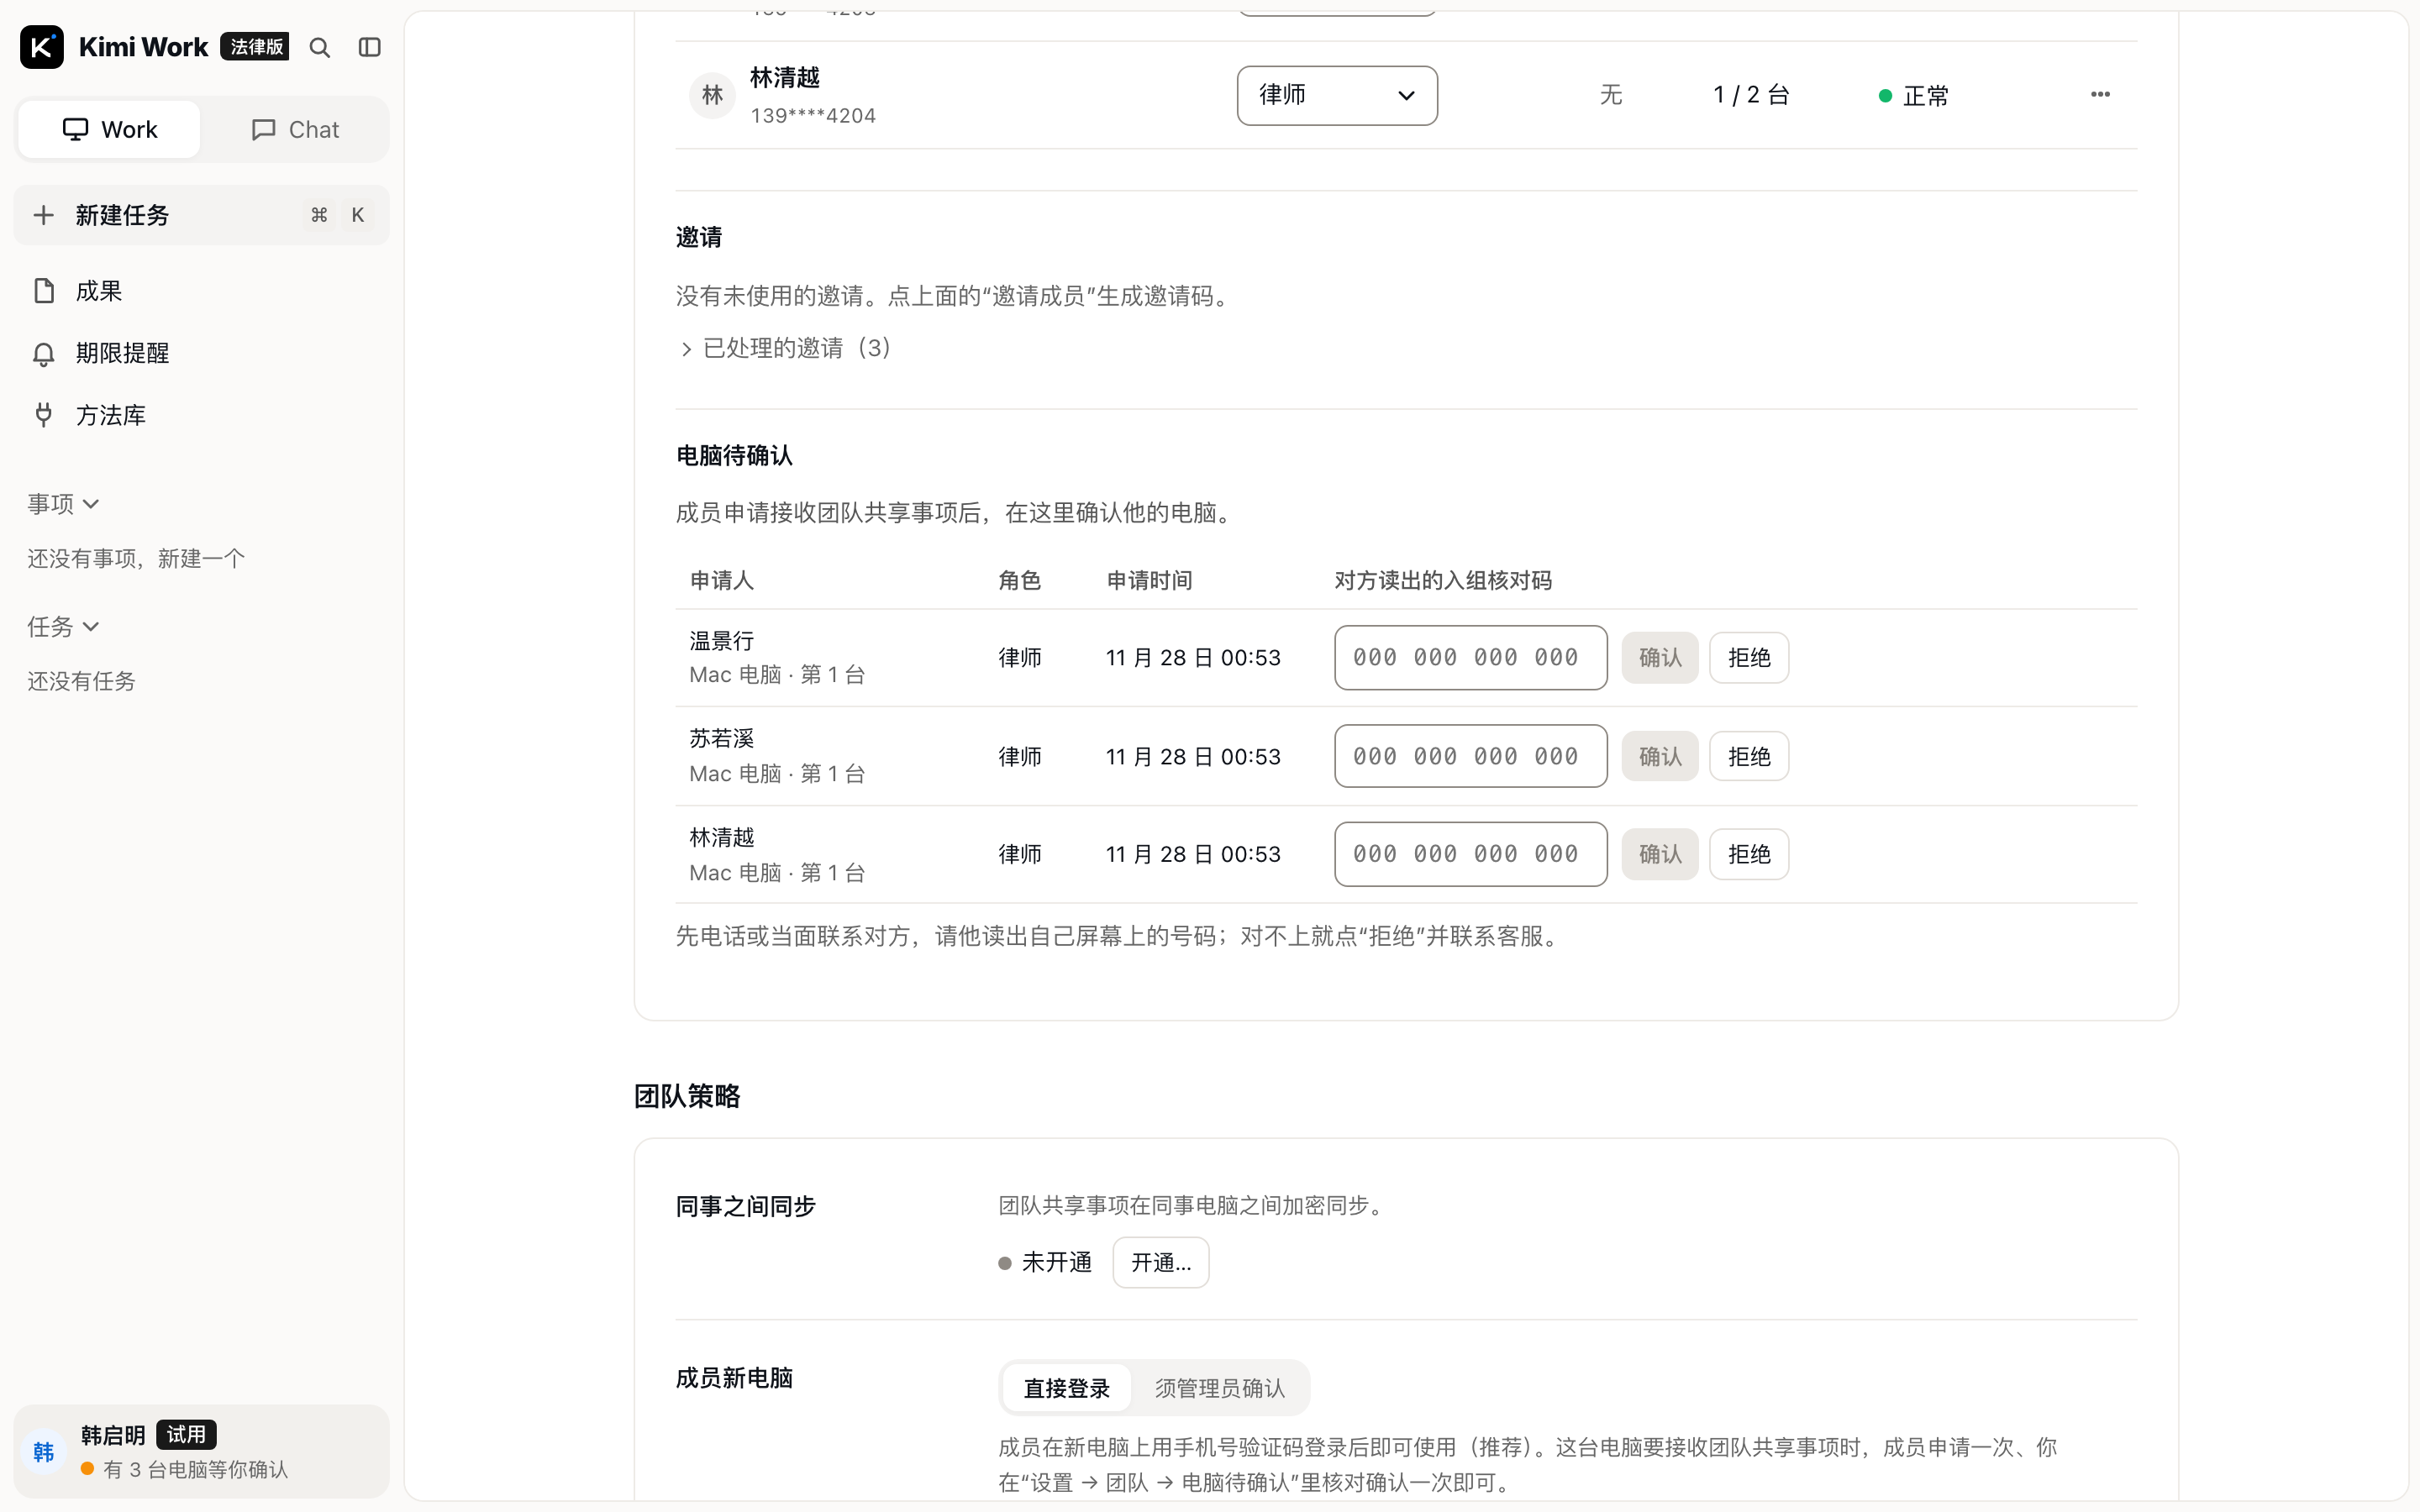 Kimi Work 法律版
Work
Chat
新建任务 ⌘ K
成果
期限提醒
方法库
事项
还没有事项，新建一个
任务
还没有任务
韩
韩启明 试用
有 3 台电脑等你确认
林
林清越
139****4204
律师
无
1 / 2 台
正常
邀请
没有未使用的邀请。点上面的“邀请成员”生成邀请码。
已处理的邀请（3）
电脑待确认
成员申请接收团队共享事项后，在这里确认他的电脑。
申请人 角色 申请时间 对方读出的入组核对码
温景行
Mac 电脑 · 第 1 台
律师 11 月 28 日 00:53 000 000 000 000 确认 拒绝
苏若溪
Mac 电脑 · 第 1 台
律师 11 月 28 日 00:53 000 000 000 000 确认 拒绝
林清越
Mac 电脑 · 第 1 台
律师 11 月 28 日 00:53 000 000 000 000 确认 拒绝
先电话或当面联系对方，请他读出自己屏幕上的号码；对不上就点“拒绝”并联系客服。
团队策略
同事之间同步
团队共享事项在同事电脑之间加密同步。
未开通 开通...
成员新电脑
直接登录 须管理员确认
成员在新电脑上用手机号验证码登录后即可使用（推荐）。这台电脑要接收团队共享事项时，成员申请一次、你
在“设置 → 团队 → 电脑待确认”里核对确认一次即可。